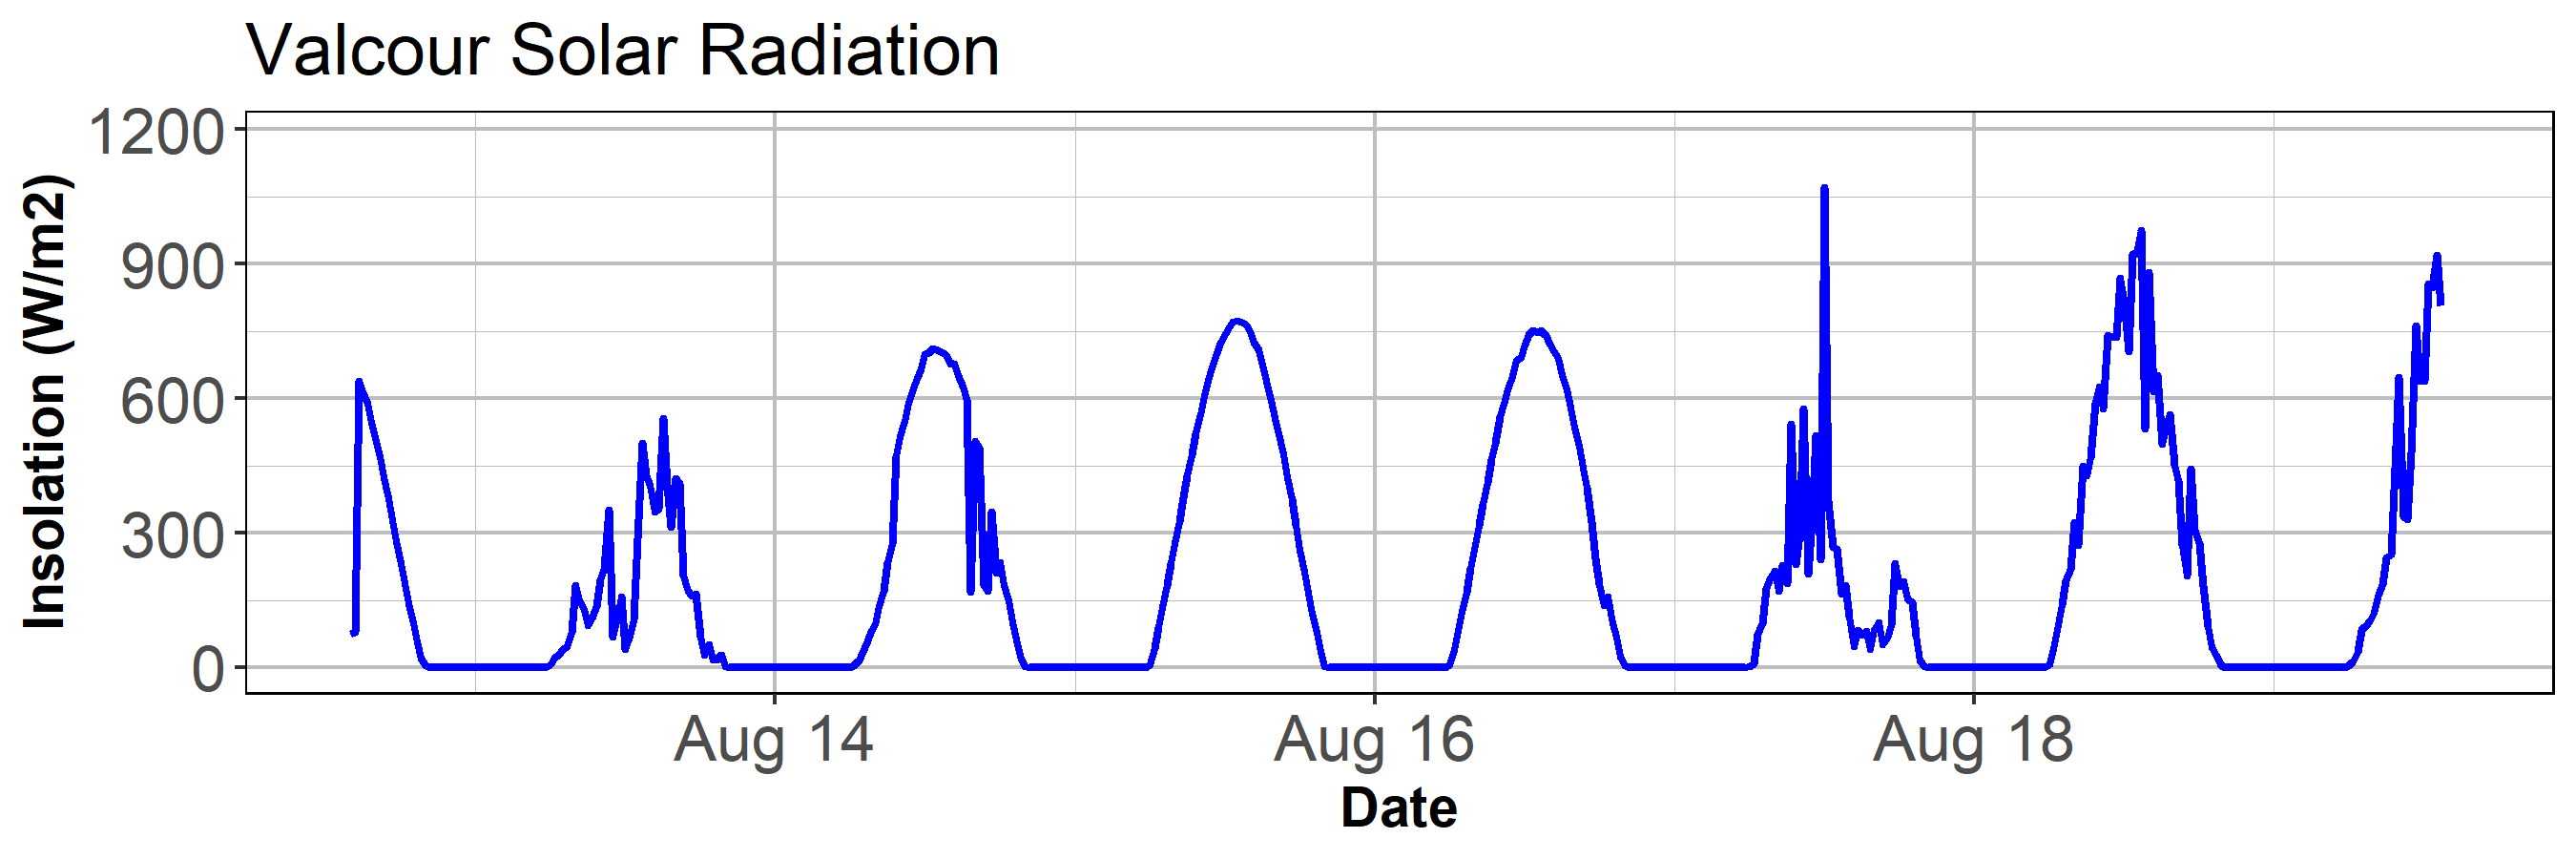 Valcour Solar Radiation
Insolation (W/m2)
1200
900
600
300
0
Aug 14 Aug 16 Aug 18
Date